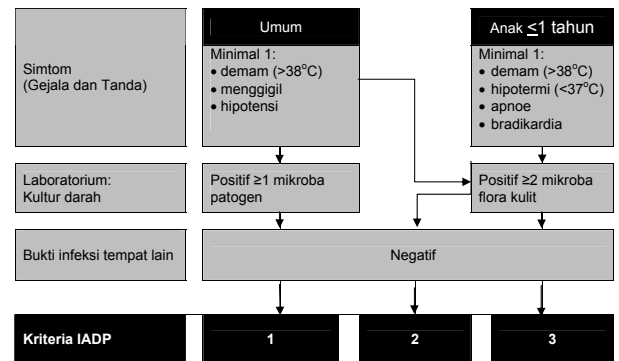 Umum
Anak ≤1 tahun
Simtom
(Gejala dan Tanda)
Minimal 1:
• demam (>38°C)
• menggigil
• hipotensi
Minimal 1:
• demam (>38°C)
• hipotermi (<37°C)
• apnoe
• bradikardia
Laboratorium:
Kultur darah
Positif ≥1 mikroba
patogen
Positif ≥2 mikroba
flora kulit
Bukti infeksi tempat lain
Negatif
Kriteria IADP
1
2
3